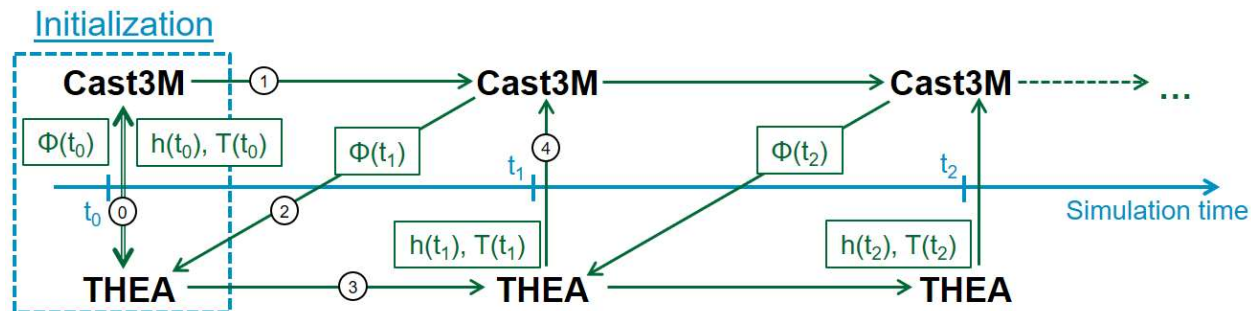 Initialization
Cast3M
1
Cast3M
Cast3M
...
Φ(t₀)
h(t₀), T(t₀)
Φ(t₁)
4
Φ(t₂)
t₁
t₂
t₀
0
2
Simulation time
h(t₁), T(t₁)
h(t₂), T(t₂)
THEA
3
THEA
THEA